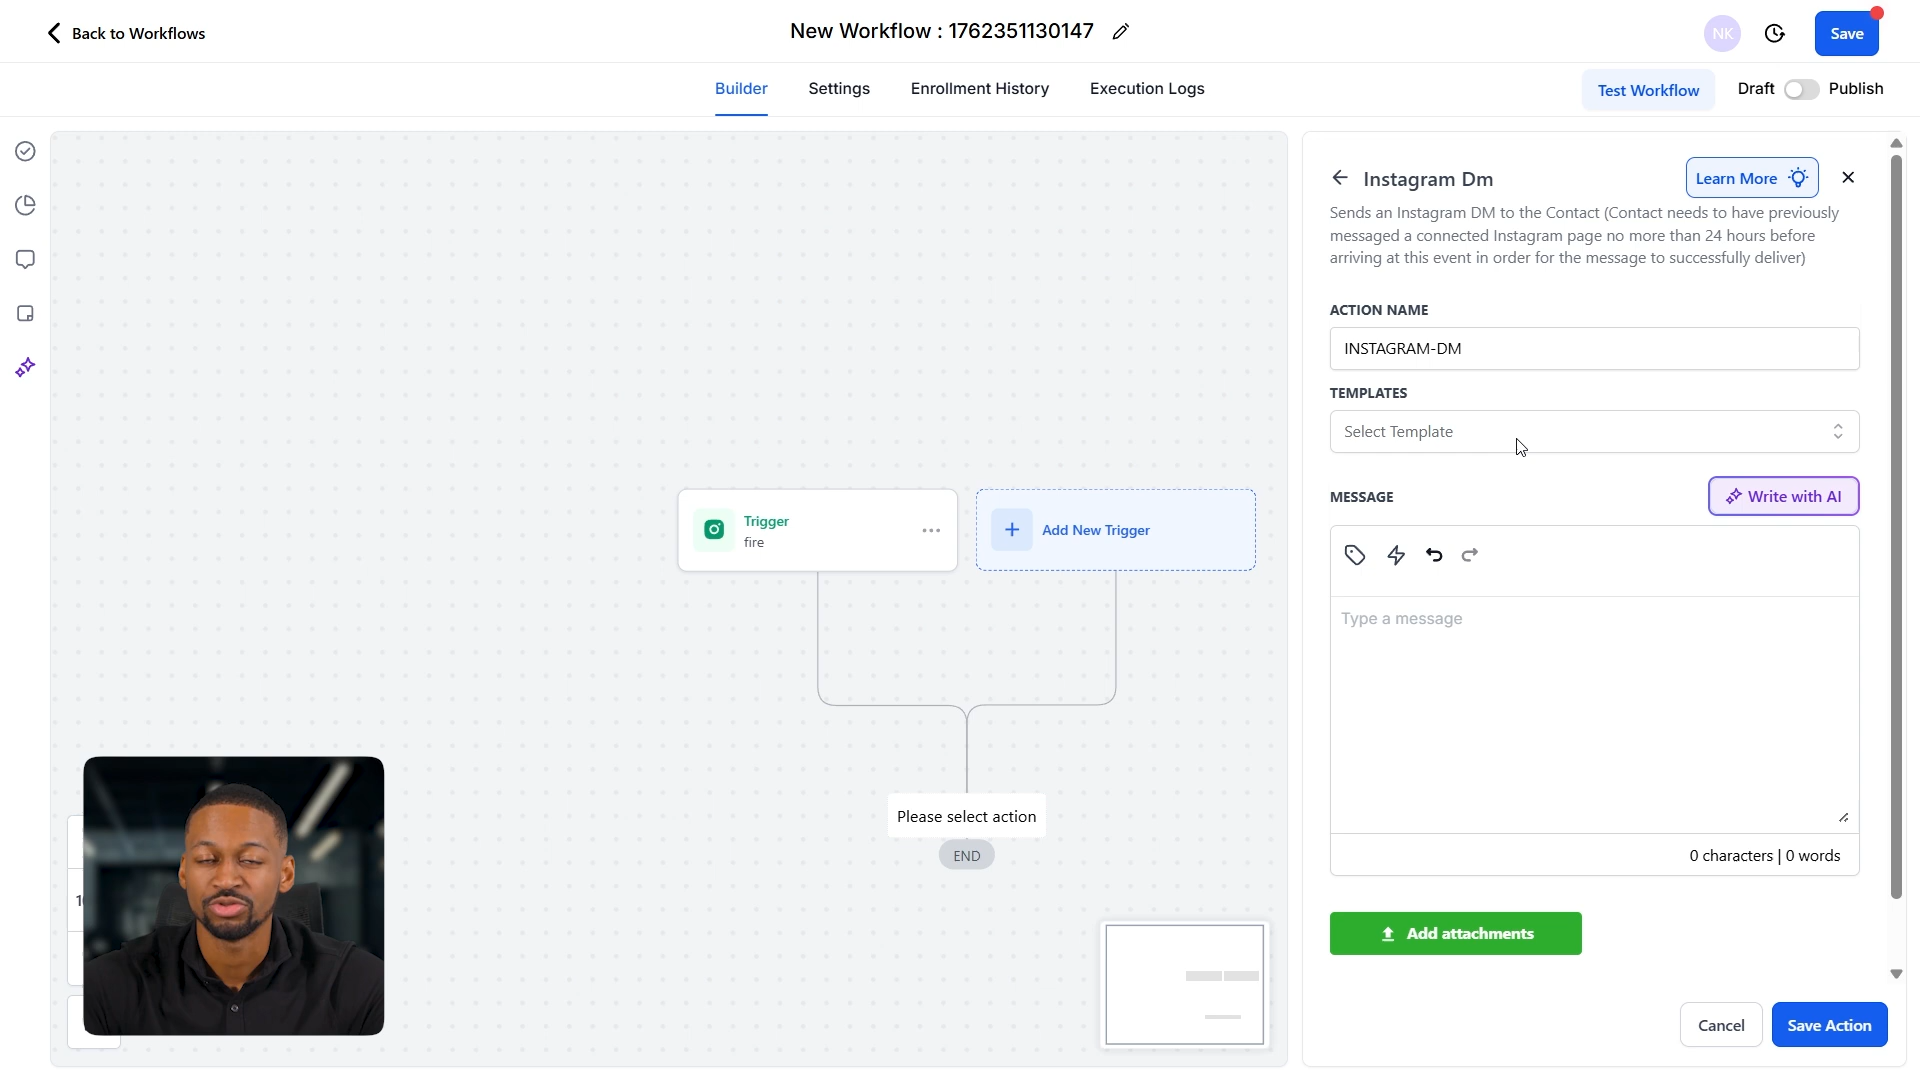 Back to Workflows
New Workflow : 1762351130147
NK
Save
Builder
Settings
Enrollment History
Execution Logs
Test Workflow
Draft
Publish
Instagram Dm
Learn More
Sends an Instagram DM to the Contact (Contact needs to have previously
messaged a connected Instagram page no more than 24 hours before
arriving at this event in order for the message to successfully deliver)
ACTION NAME
INSTAGRAM-DM
TEMPLATES
Select Template
MESSAGE
Write with AI
Type a message
0 characters | 0 words
Add attachments
Cancel
Save Action
Trigger
fire
Add New Trigger
Please select action
END